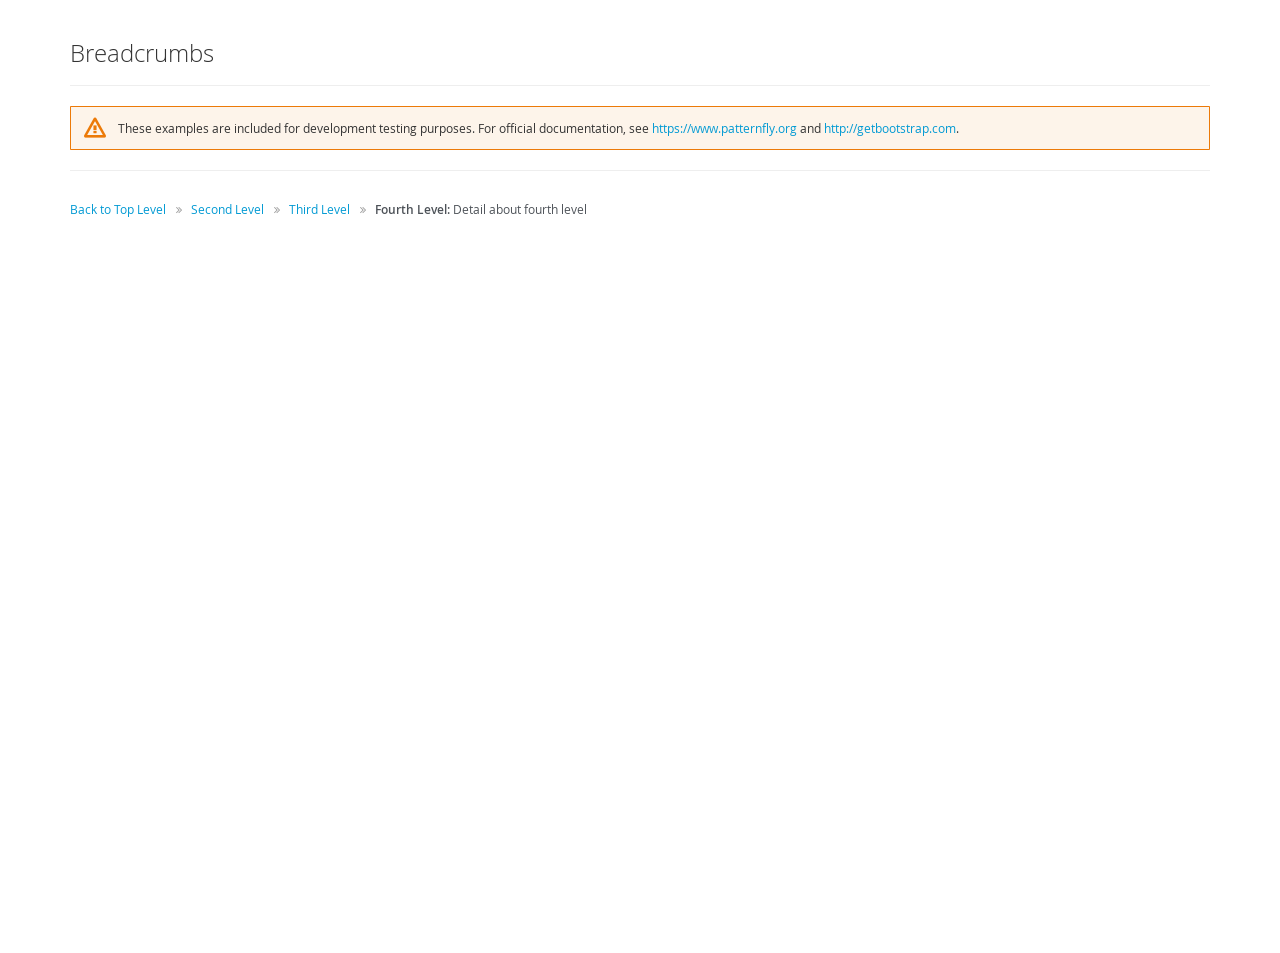 Breadcrumbs
These examples are included for development testing purposes. For official documentation, see https://www.patternfly.org and http://getbootstrap.com.
Back to Top Level » Second Level » Third Level » Fourth Level: Detail about fourth level